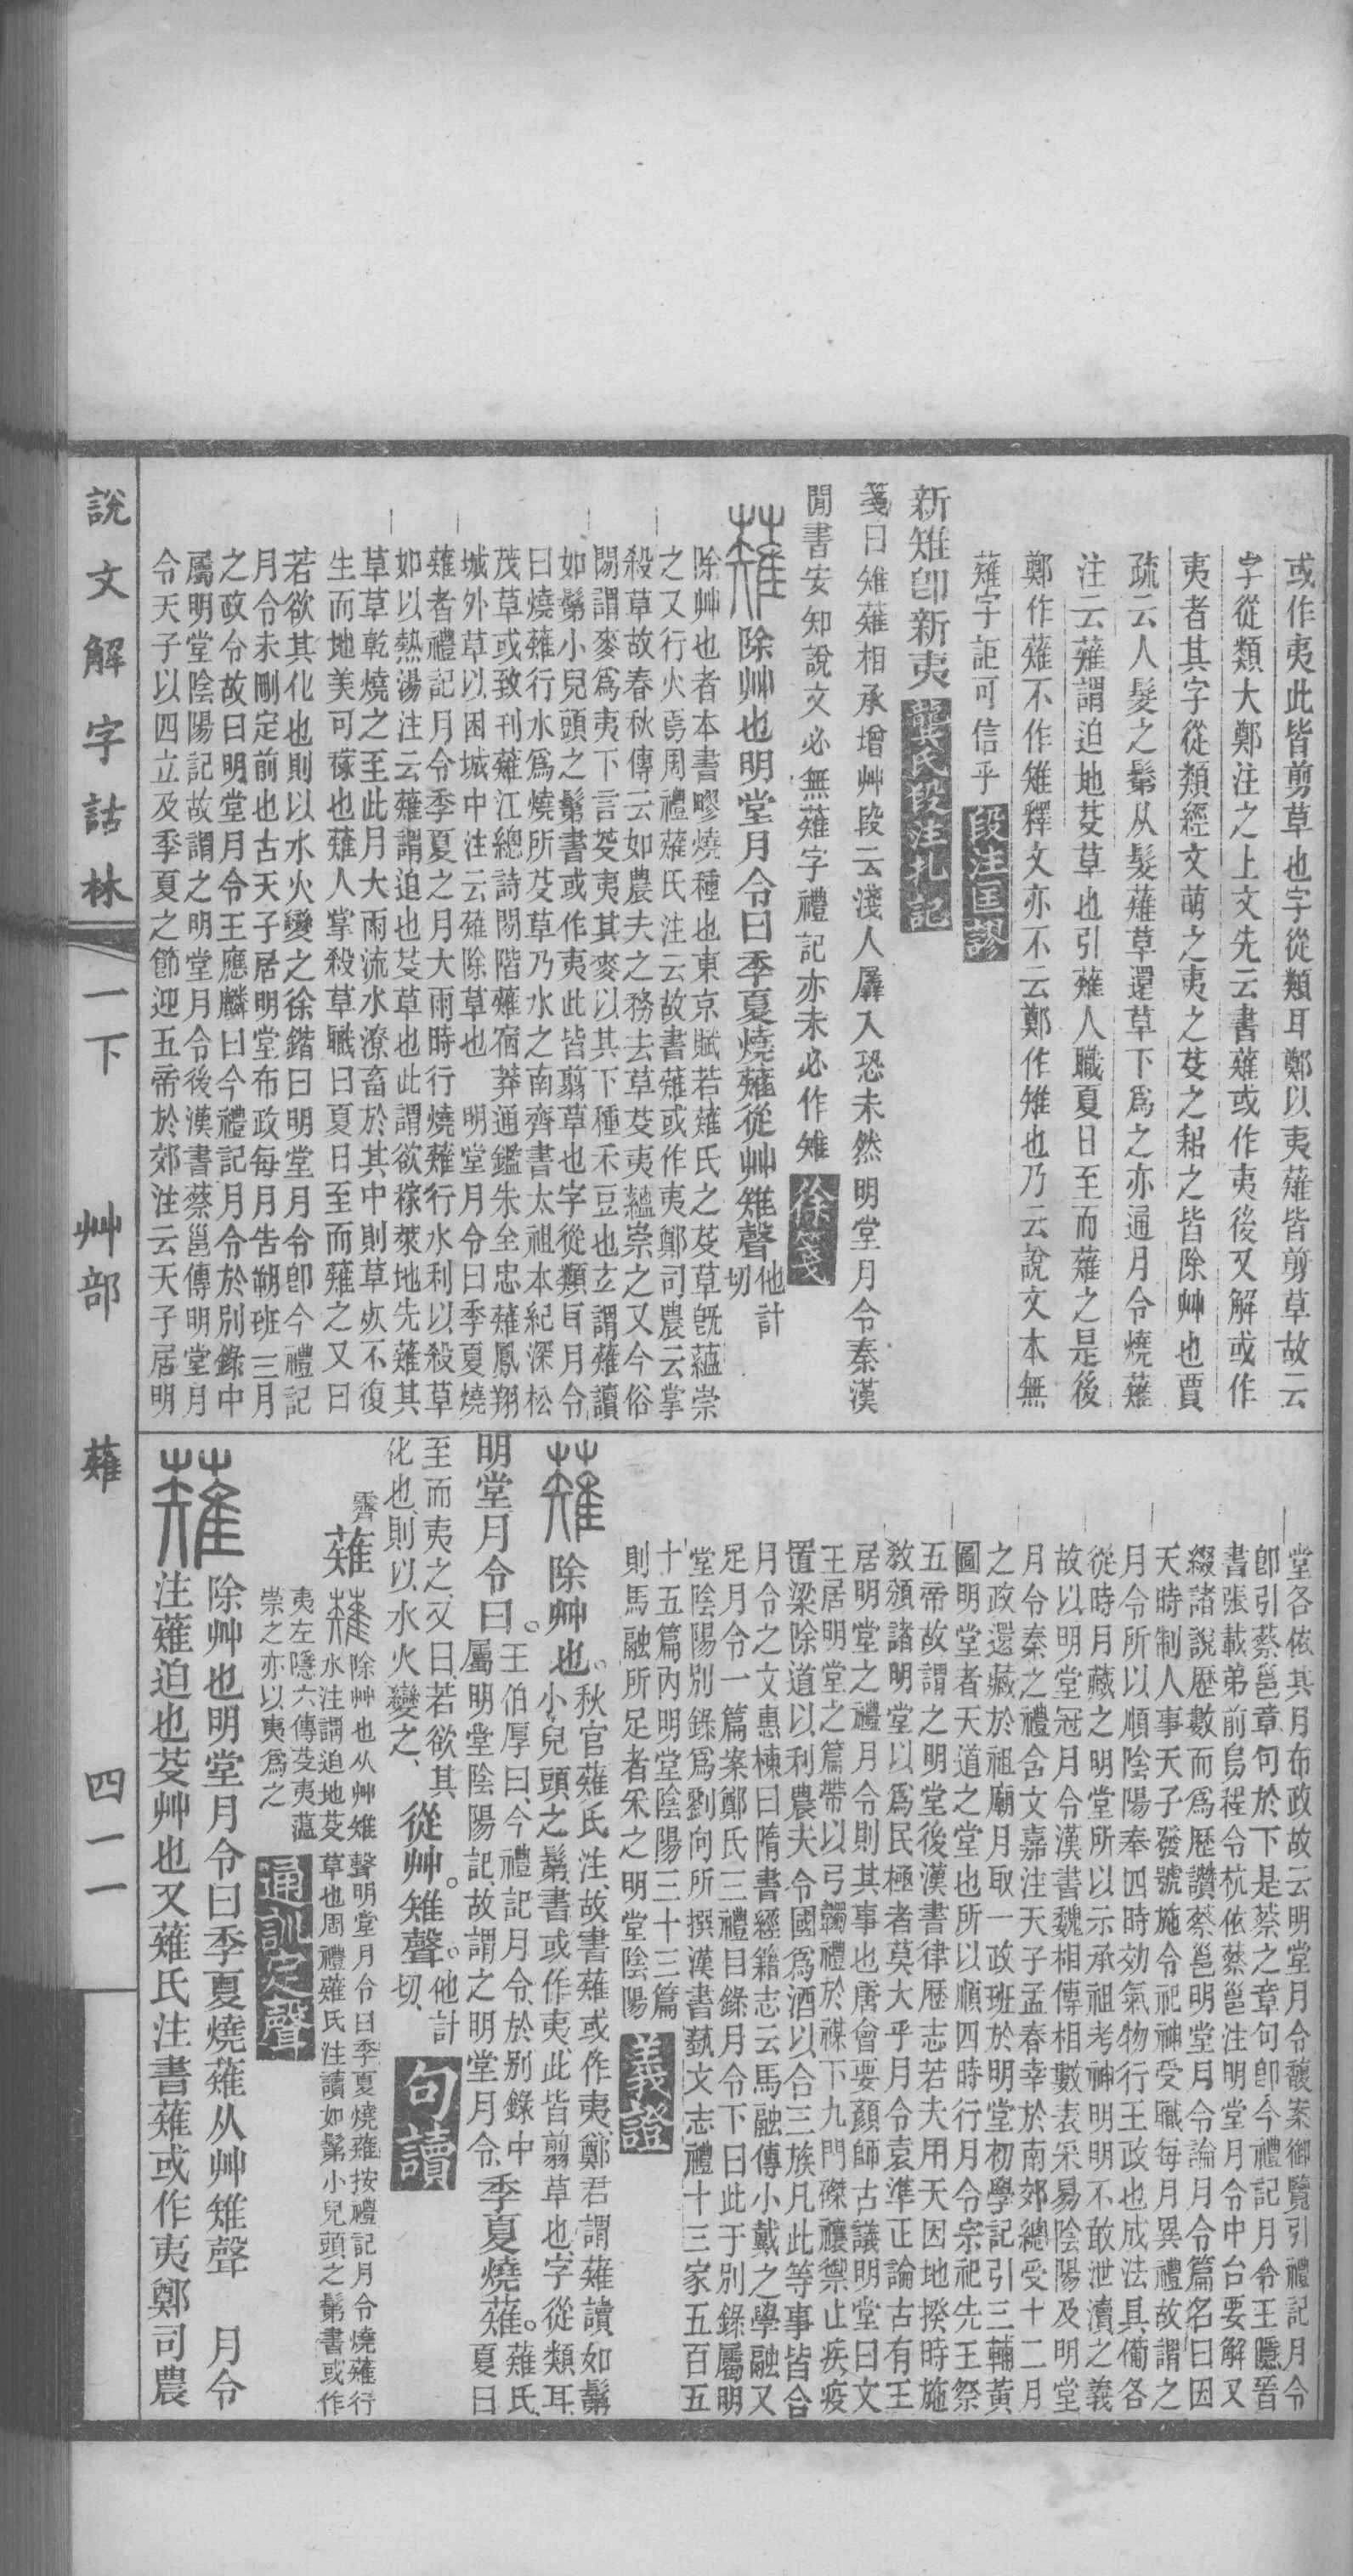 或作夷此皆剪草也字從類耳鄭以夷薙皆剪草故云
字從類大鄭注之上文先云書薙或作夷後又解或作
夷者其字從類經文萌之夷之芟之耜之皆除艸也賈
疏云人髮之鬀从髮薙草還草下爲之亦通月令燒薙
注云薙謂迫地芟草也引薙人職夏日至而薙之是後
鄭作薙不作雉釋文亦不云鄭作雉也乃云說文本無
薙字詎可信乎 段注匡謬
新雉卽新夷 龔氏段注札記
箋曰雉薙相承增艸段云淺人羼入恐未然明堂月令秦漢
閒書安知說文必無薙字禮記亦未必作雉 徐箋
薙 除艸也明堂月令曰季夏燒薙從艸雉聲 他計切
除艸也者本書疁燒種也東京賦若薙氏之芟草旣蘊崇
之又行火焉周禮薙氏注云故書薙或作夷鄭司農云掌
殺草故春秋傳云如農夫之務去草芟夷蘊崇之又今俗
閒謂麥爲夷下言芟夷其麥以其下種禾豆也玄謂薙讀
如鬀小兒頭之鬀書或作夷此皆翦草也字從類耳月令
曰燒薙行水爲燒所芟草乃水之南齊書太祖本紀深松
茂草或致刊薙江總詩閉階薙宿莽通鑑朱全忠薙鳳翔
城外草以困城中注云薙除草也 明堂月令曰季夏燒
薙者禮記月令季夏之月大雨時行燒薙行水利以殺草
如以熱湯注云薙謂迫地芟草也此謂欲稼萊地先薙其
草草乾燒之至此月大雨流水潦畜於其中則草㱙不復
生而地美可稼也薙人掌殺草職曰夏日至而薙之又曰
若欲其化也則以水火變之徐鍇曰明堂月令卽今禮記
月令未刪定前也古天子居明堂布政每月告朔班三月
之政令故曰明堂月令王應麟曰今禮記月令於別錄中
屬明堂陰陽記故謂之明堂月令後漢書蔡邕傳明堂月
令天子以四立及季夏之節迎五帝於郊注云天子居明
堂各依其月布政故云明堂月令馥案御覽引禮記月令
卽引蔡邕章句於下是蔡之章句卽今禮記月令王隱晉
書張載弟前烏程令杭依蔡邕注明堂月令中台要解又
綴諸說歷數而爲歷讚蔡邕明堂月令論月令篇名曰因
天時制人事天子發號施令祀神受職每月異禮故謂之
月令所以順陰陽奉四時効氣物行王政也成法具備各
從時月藏之明堂所以示承祖考神明明不敢泄瀆之義
故以明堂冠月令漢書魏相傳相數表采易陰陽及明堂
月令奏之禮含文嘉注天子孟春幸於南郊總受十二月
之政還藏於祖廟月取一政班於明堂初學記引三輔黃
圖明堂者天道之堂也所以順四時行月令宗祀先王祭
五帝故謂之明堂後漢書律歷志若夫用天因地揆時施
敎頒諸明堂以爲民極者莫大乎月令袁準正論古有王
居明堂之禮月令則其事也唐會要顏師古議明堂曰文
王居明堂之篇帶以弓韣禮於禖下九門磔禳禦止疾疫
置梁除道以利農夫令國爲酒以合三族凡此等事皆合
月令之文惠棟曰隋書經籍志云馬融傳小戴之學融又
足月令一篇案鄭氏三禮目錄月令下曰此于別錄屬明
堂陰陽別錄爲劉向所撰漢書藝文志禮十三家五百五
十五篇內明堂陰陽三十三篇
則馬融所足者采之明堂陰陽 義證
薙 除艸也。秋官薙氏注、故書薙或作夷、鄭君謂薙讀如鬀
小兒頭之鬀、書或作夷、此皆翦草也、字從類耳、
明堂月令曰。王伯厚曰、今禮記月令、於別錄中
屬明堂陰陽記、故謂之明堂月令、季夏燒薙。薙氏夏日
至而夷之、又曰、若欲其
化也、則以水火變之、從艸。雉聲。他計切、 句讀
霽 薙 除艸也从艸雉聲明堂月令曰季夏燒薙按禮記月令燒薙行
水注謂迫地芟草也周禮薙氏注讀如鬀小兒頭之鬀書或作
夷左隱六傳芟夷薀
崇之亦以夷爲之 通訓定聲
薙 除艸也明堂月令曰季夏燒薙从艸雉聲 月令
注薙迫也芟艸也又薙氏注書薙或作夷鄭司農
說文解字詁林 一下 艸部 薙 四一一